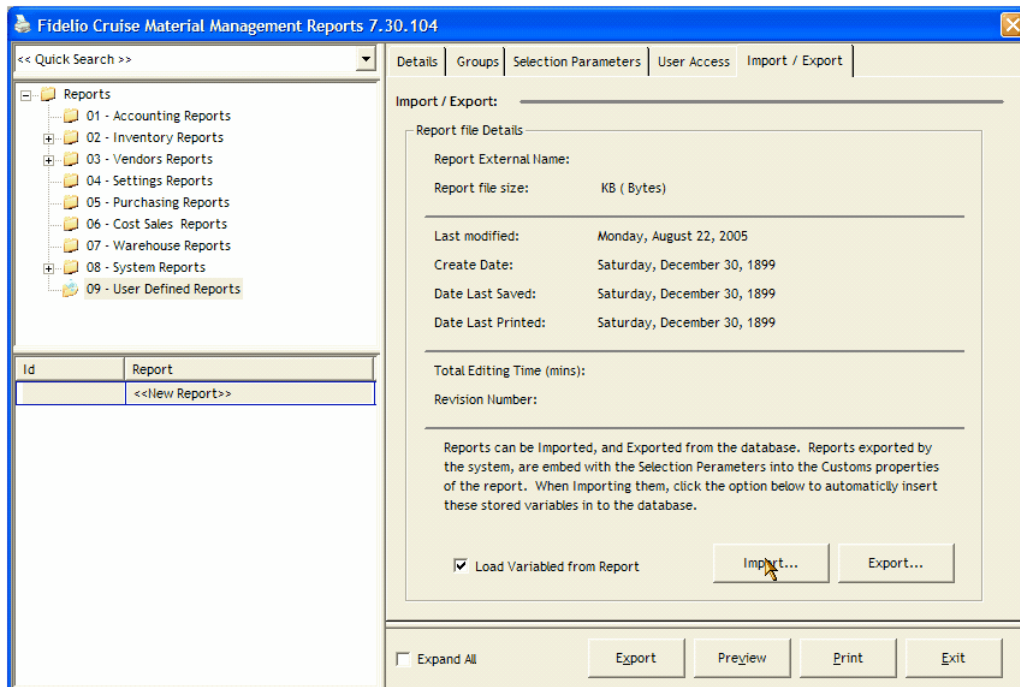 Fidelio Cruise Material Management Reports 7.30.104
<< Quick Search >>
Reports
01 - Accounting Reports
02 - Inventory Reports
03 - Vendors Reports
04 - Settings Reports
05 - Purchasing Reports
06 - Cost Sales Reports
07 - Warehouse Reports
08 - System Reports
09 - User Defined Reports
Id Report
<<New Report>>
Details Groups Selection Parameters User Access Import / Export
Import / Export:
Report file Details
Report External Name:
Report file size: KB ( Bytes)
Last modified: Monday, August 22, 2005
Create Date: Saturday, December 30, 1899
Date Last Saved: Saturday, December 30, 1899
Date Last Printed: Saturday, December 30, 1899
Total Editing Time (mins):
Revision Number:
Reports can be Imported, and Exported from the database. Reports exported by
the system, are embed with the Selection Perameters into the Customs properties
of the report. When Importing them, click the option below to automaticly insert
these stored variables in to the database.
Load Variabled from Report Import... Export...
Expand All Export Preview Print Exit